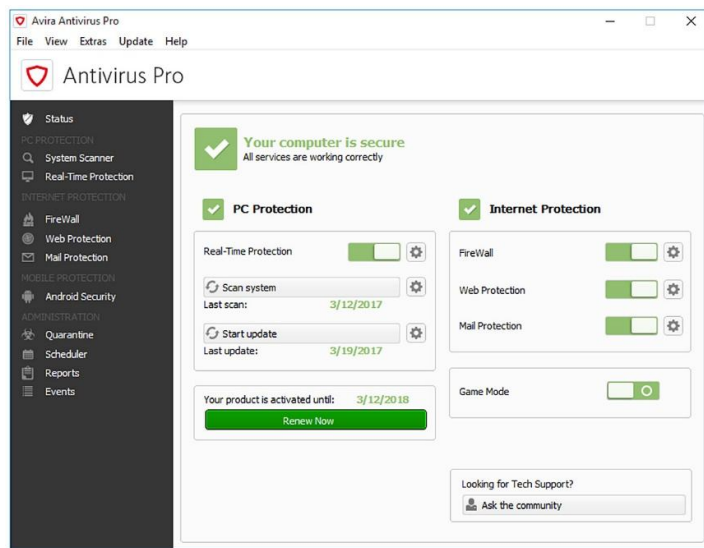 Avira Antivirus Pro
File View Extras Update Help
Antivirus Pro
Status
PC PROTECTION
System Scanner
Real-Time Protection
INTERNET PROTECTION
FireWall
Web Protection
Mail Protection
MOBILE PROTECTION
Android Security
ADMINISTRATION
Quarantine
Scheduler
Reports
Events
Your computer is secure
All services are working correctly
PC Protection
Real-Time Protection
Scan system
Last scan: 3/12/2017
Start update
Last update: 3/19/2017
Your product is activated until: 3/12/2018
Renew Now
Internet Protection
FireWall
Web Protection
Mail Protection
Game Mode
Looking for Tech Support?
Ask the community